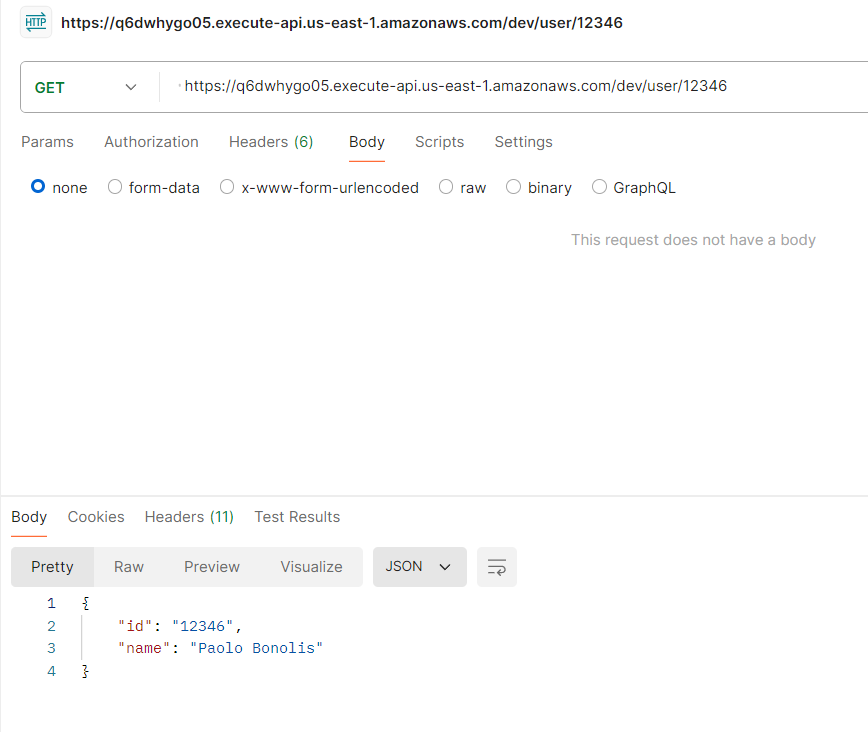 HTTP https://q6dwhygo05.execute-api.us-east-1.amazonaws.com/dev/user/12346
GET https://q6dwhygo05.execute-api.us-east-1.amazonaws.com/dev/user/12346
Params Authorization Headers (6) Body Scripts Settings
none form-data x-www-form-urlencoded raw binary GraphQL
This request does not have a body
Body Cookies Headers (11) Test Results
Pretty Raw Preview Visualize JSON
1 {
2 "id": "12346",
3 "name": "Paolo Bonolis"
4 }